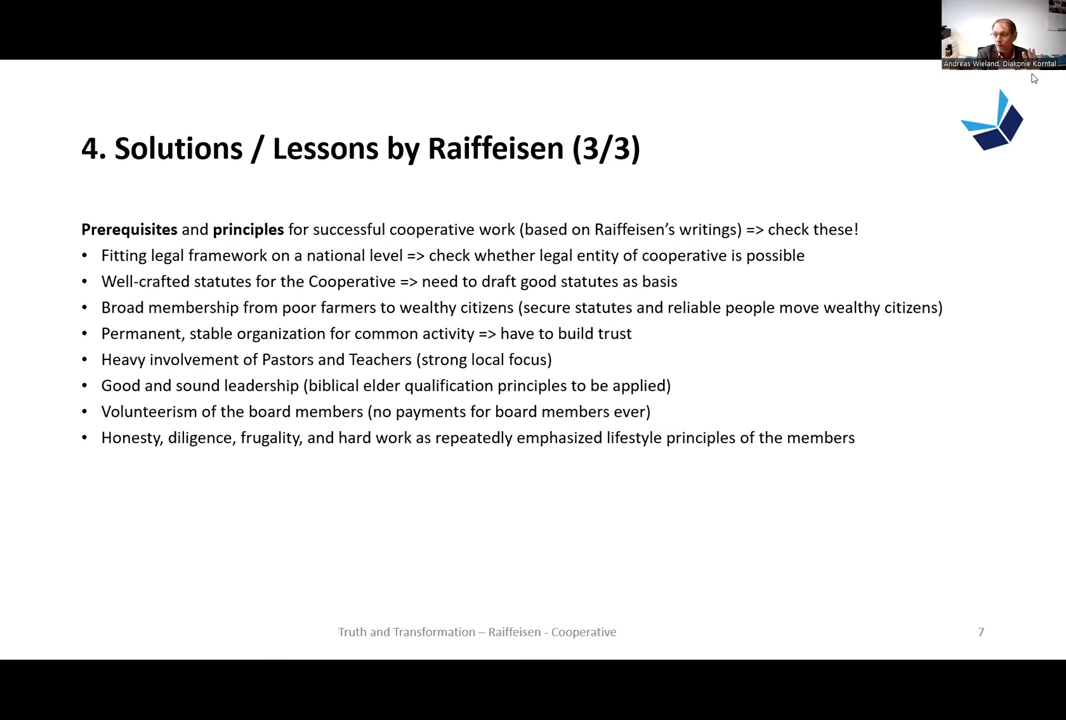 Andreas Wieland, Diakonie Korntal
4. Solutions / Lessons by Raiffeisen (3/3)
Prerequisites and principles for successful cooperative work (based on Raiffeisen's writings) => check these!
• Fitting legal framework on a national level => check whether legal entity of cooperative is possible
• Well-crafted statutes for the Cooperative => need to draft good statutes as basis
• Broad membership from poor farmers to wealthy citizens (secure statutes and reliable people move wealthy citizens)
• Permanent, stable organization for common activity => have to build trust
• Heavy involvement of Pastors and Teachers (strong local focus)
• Good and sound leadership (biblical elder qualification principles to be applied)
• Volunteerism of the board members (no payments for board members ever)
• Honesty, diligence, frugality, and hard work as repeatedly emphasized lifestyle principles of the members
Truth and Transformation – Raiffeisen - Cooperative
7